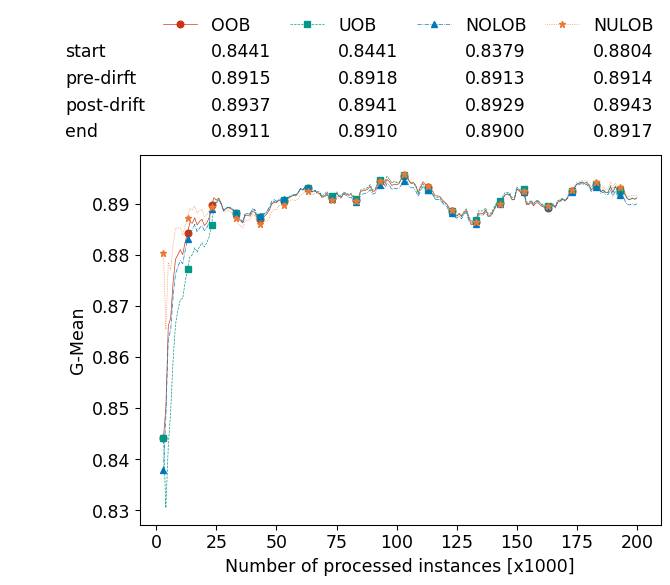 OOB UOB NOLOB NULOB
start 0.8441 0.8441 0.8379 0.8804
pre-dirft 0.8915 0.8918 0.8913 0.8914
post-drift 0.8937 0.8941 0.8929 0.8943
end 0.8911 0.8910 0.8900 0.8917
0.89
0.88
0.87
0.86
0.85
0.84
0.83
G-Mean
0 25 50 75 100 125 150 175 200
Number of processed instances [x1000]